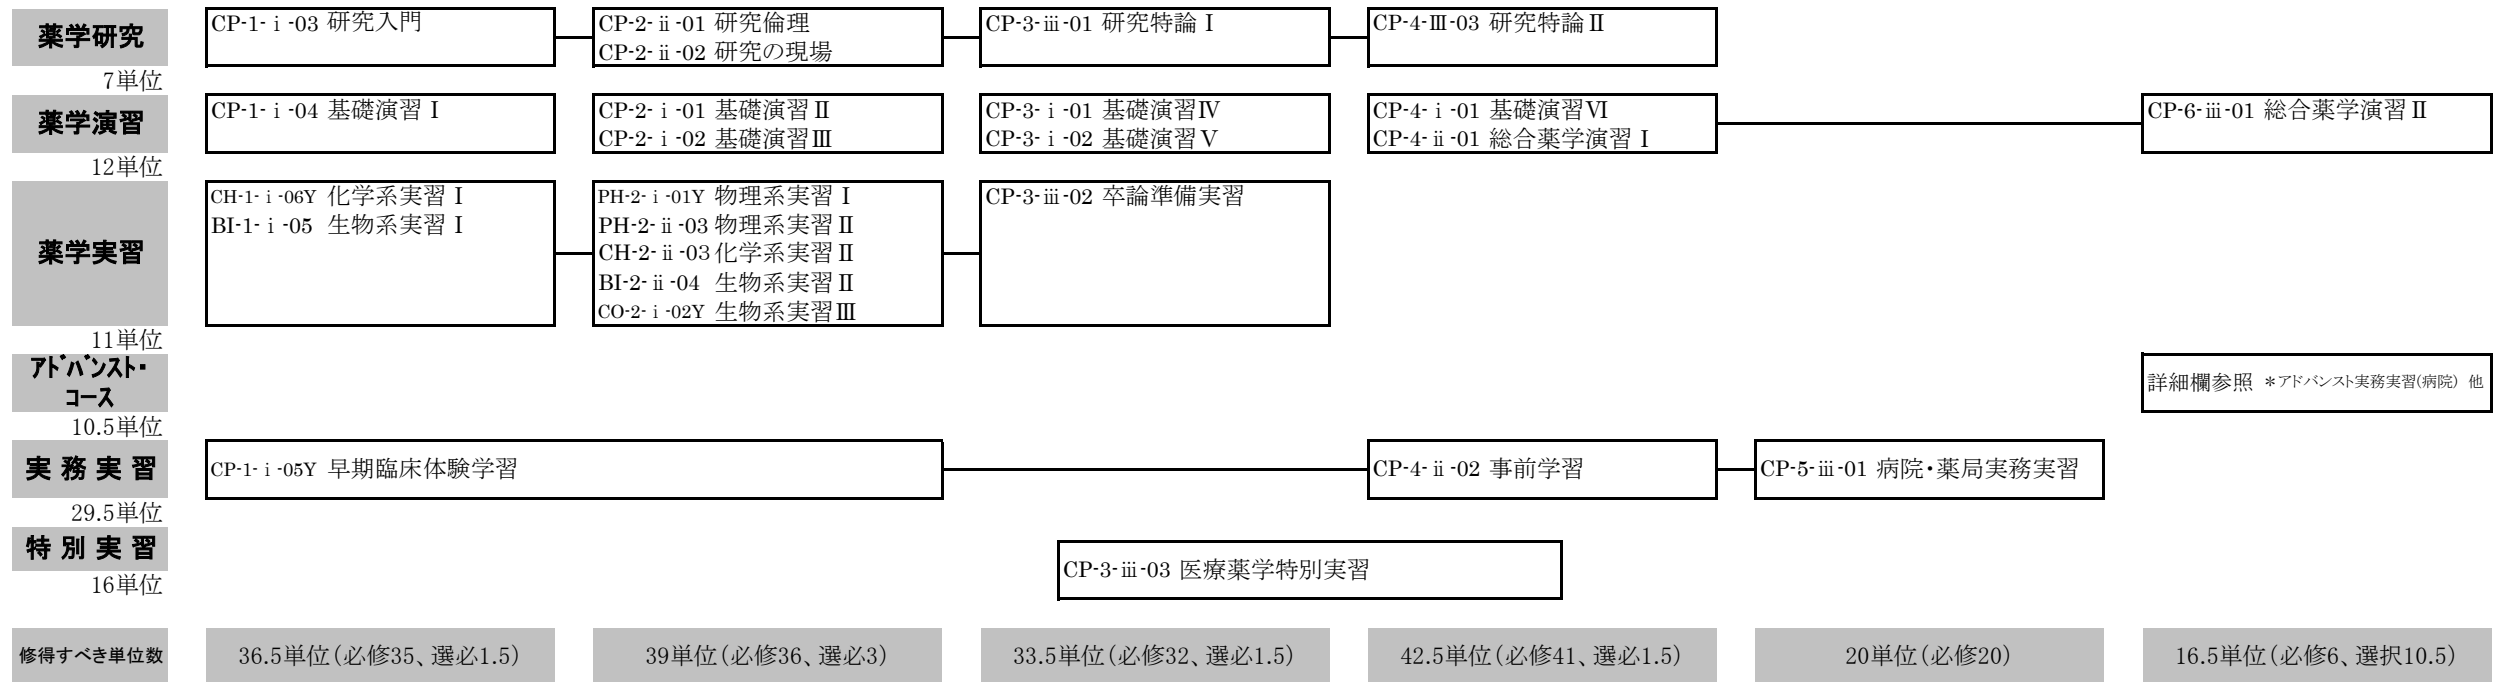 薬学研究
7単位
CP-1-ⅰ-03 研究入門
CP-2-ⅱ-01 研究倫理
CP-2-ⅱ-02 研究の現場
CP-3-ⅲ-01 研究特論Ⅰ
CP-4-Ⅲ-03 研究特論Ⅱ
薬学演習
12単位
CP-1-ⅰ-04 基礎演習Ⅰ
CP-2-ⅰ-01 基礎演習Ⅱ
CP-2-ⅰ-02 基礎演習Ⅲ
CP-3-ⅰ-01 基礎演習Ⅳ
CP-3-ⅰ-02 基礎演習Ⅴ
CP-4-ⅰ-01 基礎演習Ⅵ
CP-4-ⅱ-01 総合薬学演習Ⅰ
CP-6-ⅲ-01 総合薬学演習Ⅱ
薬学実習
11単位
CH-1-ⅰ-06Y 化学系実習Ⅰ
BI-1-ⅰ-05 生物系実習Ⅰ
PH-2-ⅰ-01Y 物理系実習Ⅰ
PH-2-ⅱ-03 物理系実習Ⅱ
CH-2-ⅱ-03 化学系実習Ⅱ
BI-2-ⅱ-04 生物系実習Ⅱ
CO-2-ⅰ-02Y 生物系実習Ⅲ
CP-3-ⅲ-02 卒論準備実習
アドバンスト・
コース
10.5単位
詳細欄参照 *アドバンスト実務実習(病院) 他
実務実習
29.5単位
CP-1-ⅰ-05Y 早期臨床体験学習
CP-4-ⅱ-02 事前学習
CP-5-ⅲ-01 病院・薬局実務実習
特別実習
16単位
CP-3-ⅲ-03 医療薬学特別実習
修得すべき単位数
36.5単位(必修35、選必1.5)
39単位(必修36、選必3)
33.5単位(必修32、選必1.5)
42.5単位(必修41、選必1.5)
20単位(必修20)
16.5単位(必修6、選択10.5)